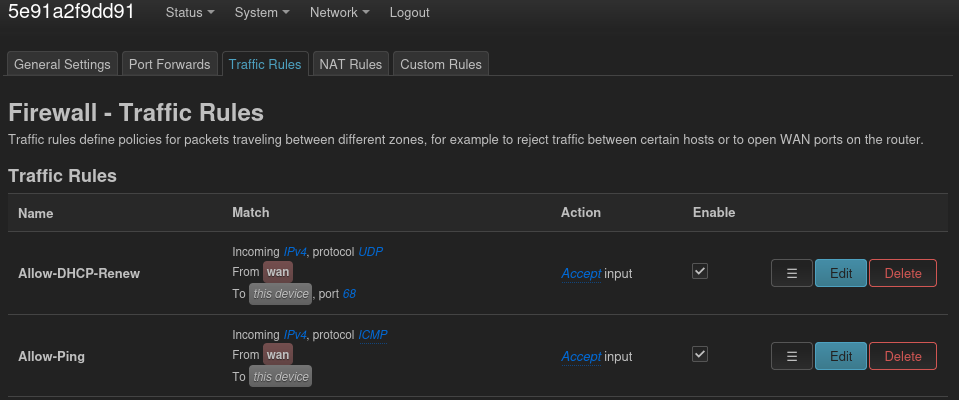 5e91a2f9dd91 Status System Network Logout
General Settings Port Forwards Traffic Rules NAT Rules Custom Rules
Firewall - Traffic Rules
Traffic rules define policies for packets traveling between different zones, for example to reject traffic between certain hosts or to open WAN ports on the router.
Traffic Rules
Name Match Action Enable
Incoming IPv4, protocol UDP
From wan
Allow-DHCP-Renew Accept input ☰ Edit Delete
To this device, port 68
Incoming IPv4, protocol ICMP
From wan
Allow-Ping Accept input ☰ Edit Delete
To this device